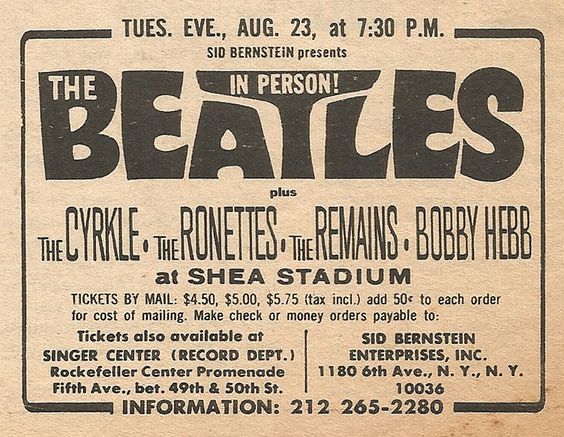 TUES. EVE., AUG. 23, at 7:30 P.M.
SID BERNSTEIN presents
THE
IN PERSON!
BEATLES
plus
THE CYRKLE • THE RONETTES • THE REMAINS • BOBBY HEBB
at SHEA STADIUM
TICKETS BY MAIL: $4.50, $5.00, $5.75 (tax incl.) add 50¢ to each order
for cost of mailing. Make check or money orders payable to:
Tickets also available at
SINGER CENTER (RECORD DEPT.)
Rockefeller Center Promenade
Fifth Ave., bet. 49th & 50th St.
SID BERNSTEIN
ENTERPRISES, INC.
1180 6th Ave., N. Y., N. Y.
10036
INFORMATION: 212 265-2280